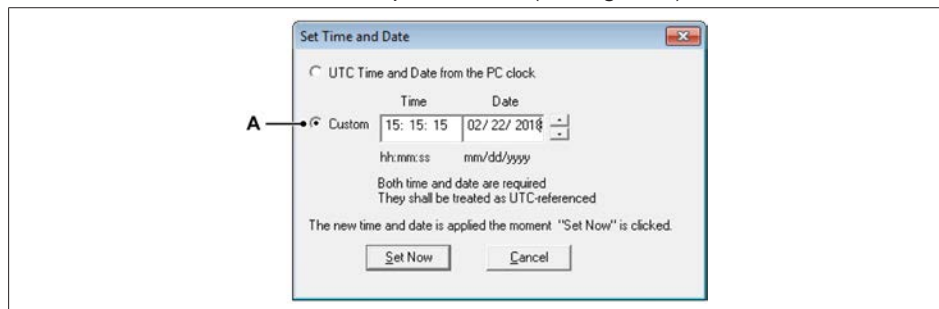 Set Time and Date
UTC Time and Date from the PC clock
Time Date
A Custom 15: 15: 15 02/ 22/ 2018
hh:mm:ss mm/dd/yyyy
Both time and date are required
They shall be treated as UTC-referenced
The new time and date is applied the moment "Set Now" is clicked.
Set Now Cancel